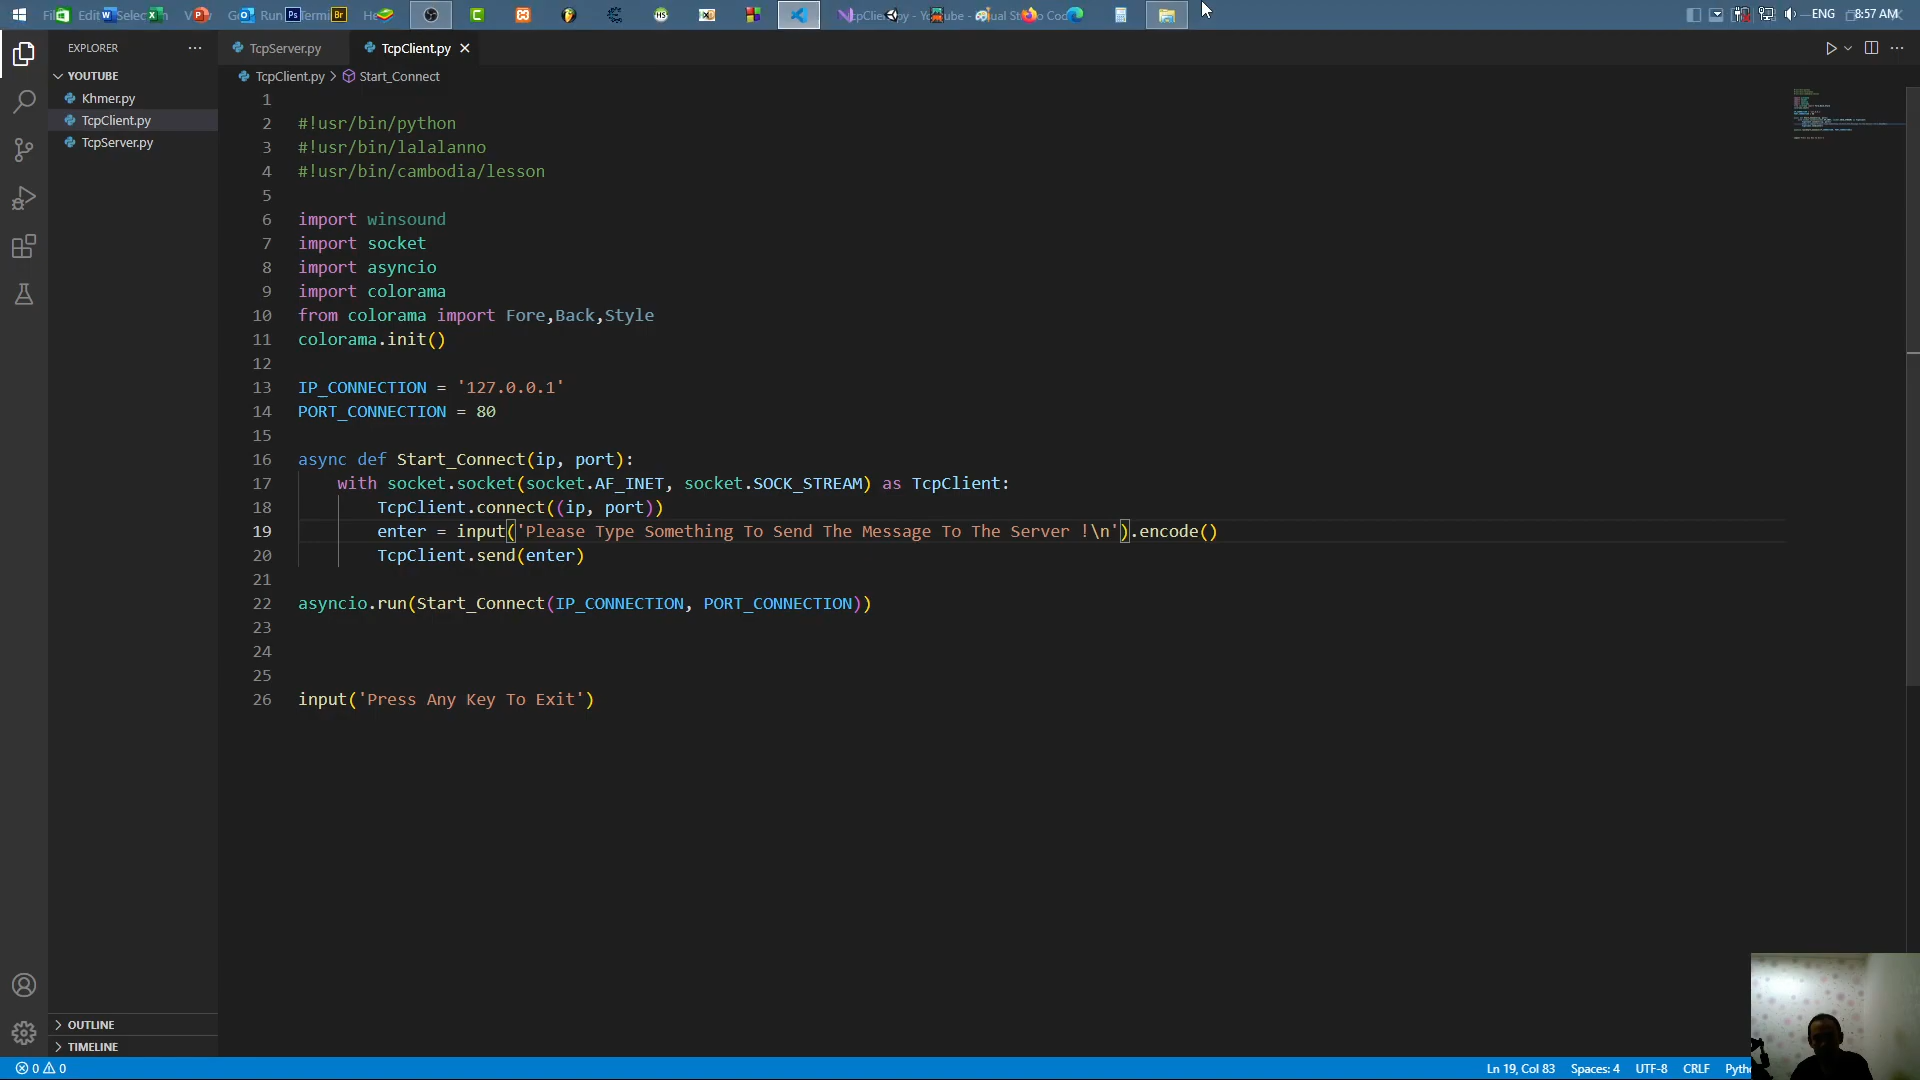 ENG 8:57 AM
EXPLORER
YOUTUBE
Khmer.py
TcpClient.py
TcpServer.py
OUTLINE
TIMELINE
TcpServer.py TcpClient.py
TcpClient.py > Start_Connect
1
2 #!usr/bin/python
3 #!usr/bin/lalalanno
4 #!usr/bin/cambodia/lesson
5
6 import winsound
7 import socket
8 import asyncio
9 import colorama
10 from colorama import Fore,Back,Style
11 colorama.init()
12
13 IP_CONNECTION = '127.0.0.1'
14 PORT_CONNECTION = 80
15
16 async def Start_Connect(ip, port):
17 with socket.socket(socket.AF_INET, socket.SOCK_STREAM) as TcpClient:
18 TcpClient.connect((ip, port))
19 enter = input('Please Type Something To Send The Message To The Server !\n').encode()
20 TcpClient.send(enter)
21
22 asyncio.run(Start_Connect(IP_CONNECTION, PORT_CONNECTION))
23
24
25
26 input('Press Any Key To Exit')
0 0
Ln 19, Col 83 Spaces: 4 UTF-8 CRLF